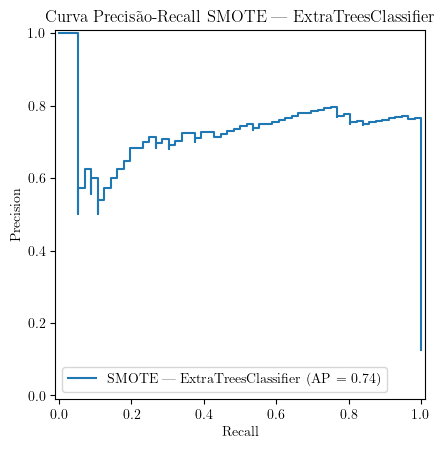 Curva Precisão-Recall SMOTE — ExtraTreesClassifier
1.0
0.8
0.6
0.4
0.2
0.0
Precision
SMOTE — ExtraTreesClassifier (AP = 0.74)
0.0 0.2 0.4 0.6 0.8 1.0
Recall